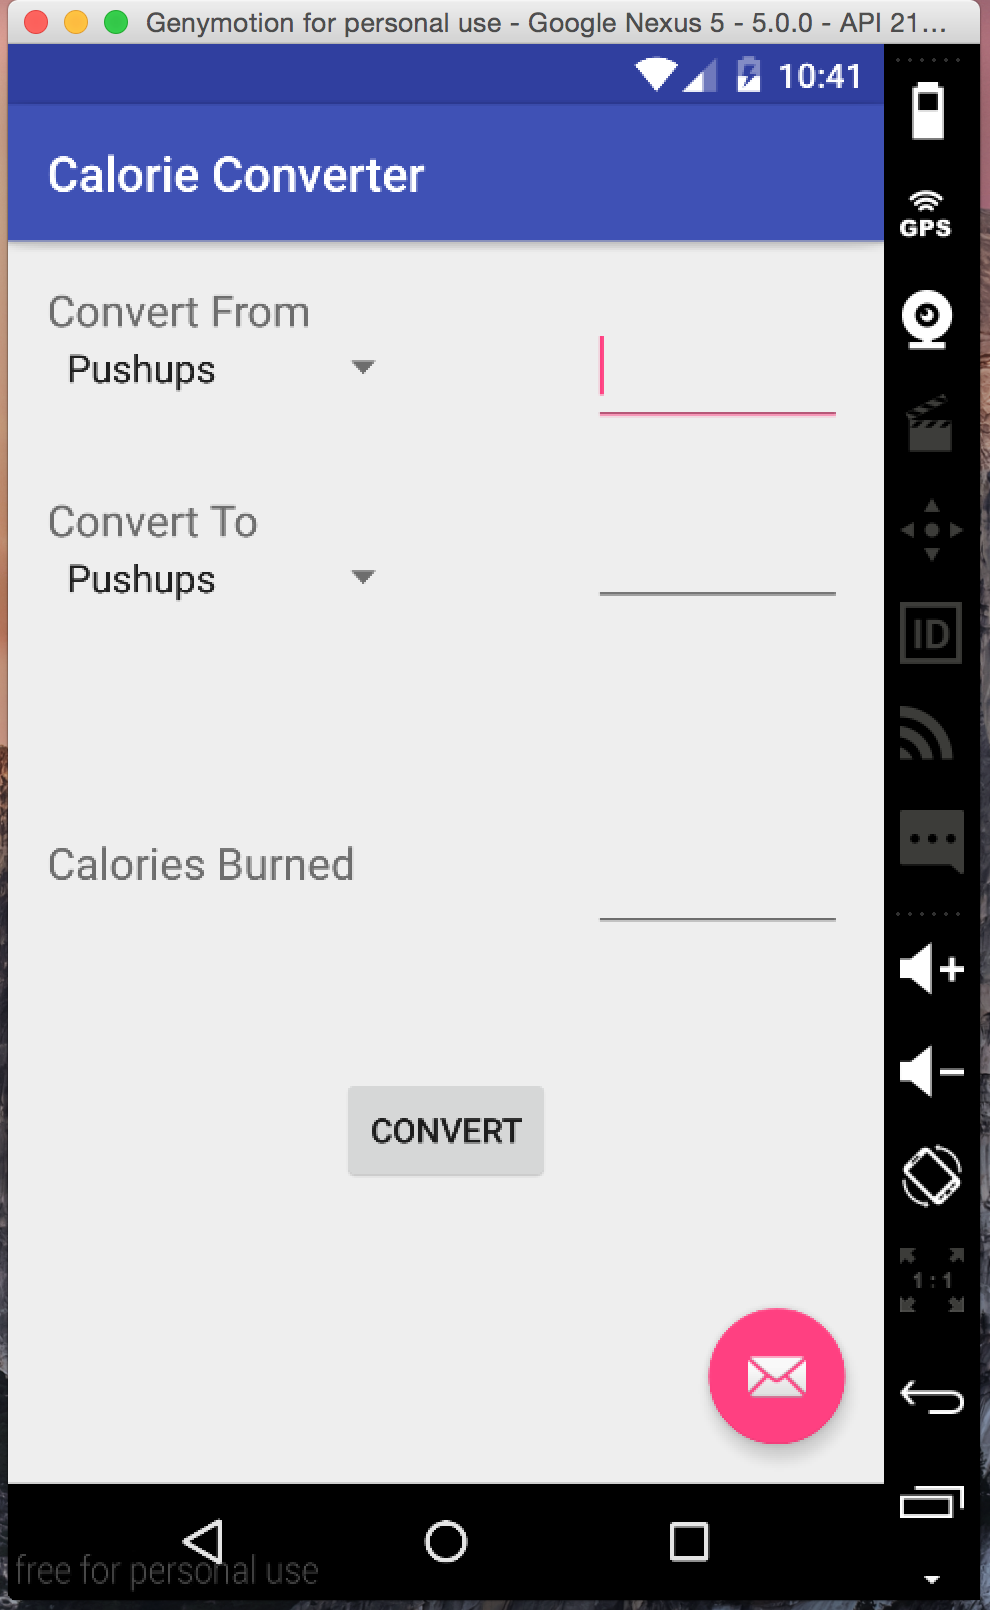 Genymotion for personal use - Google Nexus 5 - 5.0.0 - API 21...
10:41
Calorie Converter
GPS
Convert From
Pushups
Convert To
Pushups
ID
Calories Burned
CONVERT
1:1
free for personal use